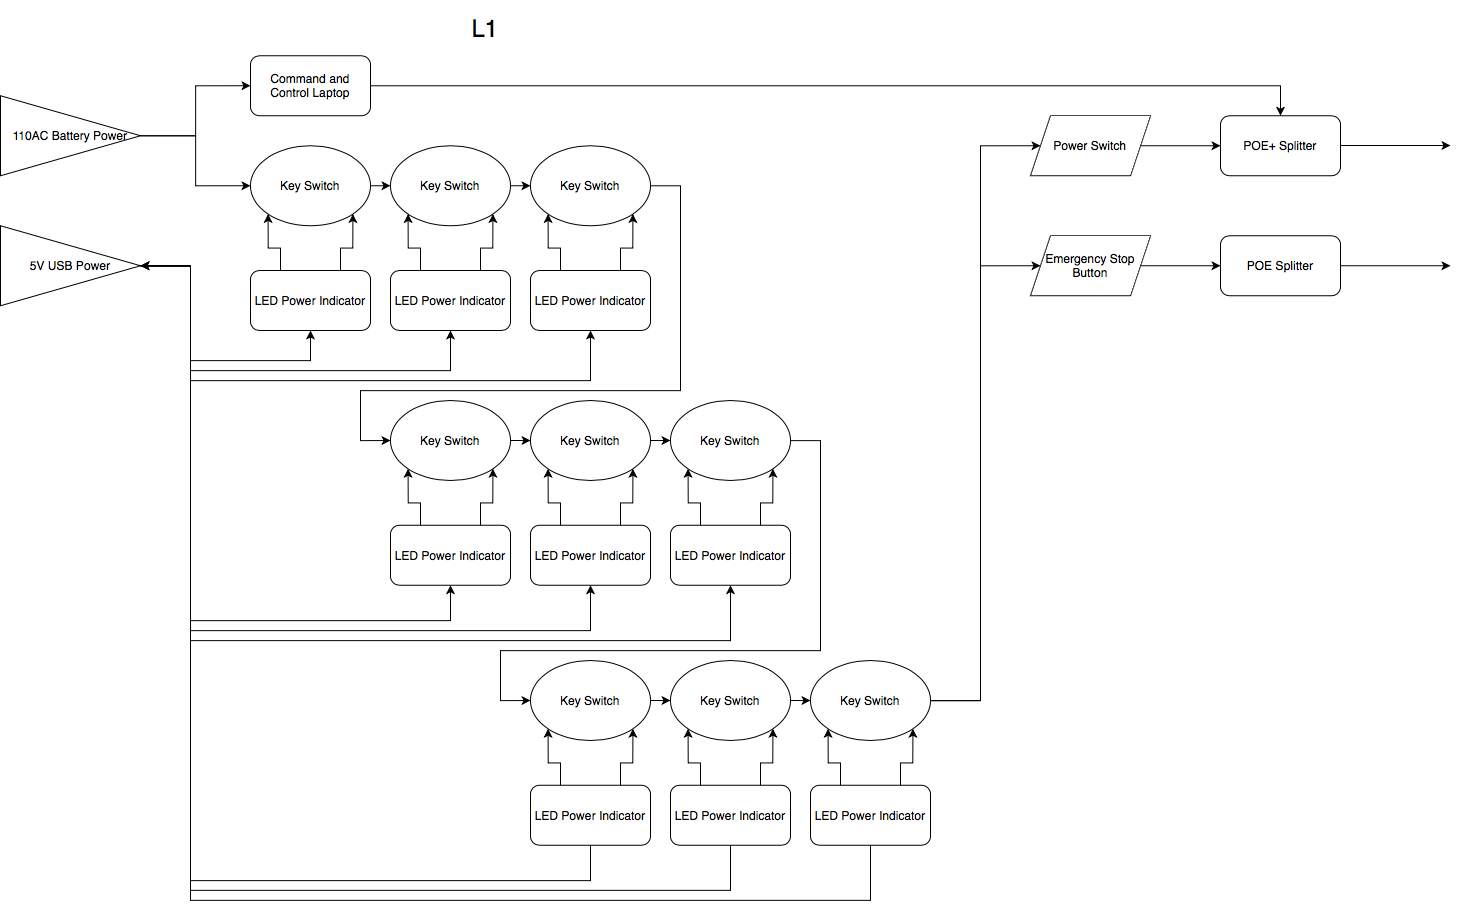 L1
Command and
Control Laptop
110AC Battery Power
Power Switch
POE+ Splitter
Key Switch
Key Switch
Key Switch
5V USB Power
Emergency Stop
Button
POE Splitter
LED Power Indicator
LED Power Indicator
LED Power Indicator
Key Switch
Key Switch
Key Switch
LED Power Indicator
LED Power Indicator
LED Power Indicator
Key Switch
Key Switch
Key Switch
LED Power Indicator
LED Power Indicator
LED Power Indicator